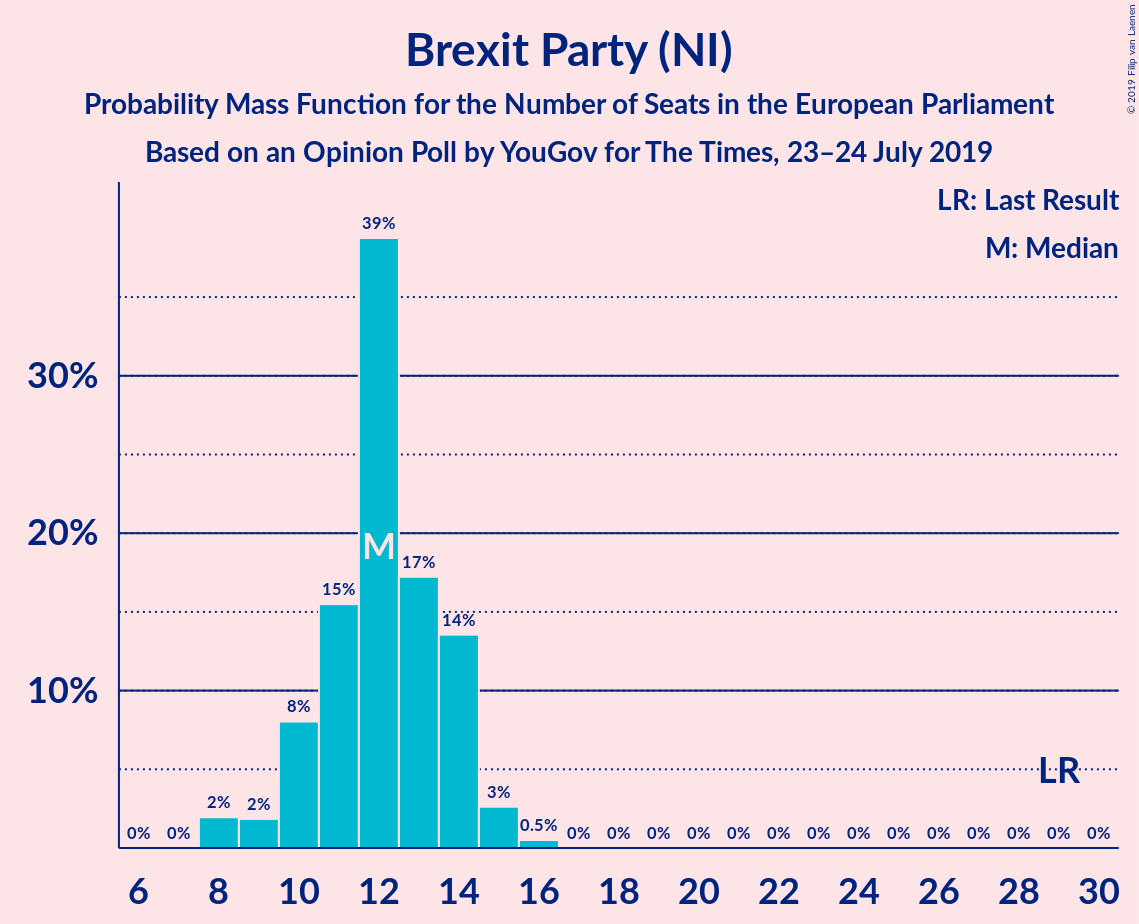 Brexit Party (NI)
Probability Mass Function for the Number of Seats in the European Parliament
Based on an Opinion Poll by YouGov for The Times, 23–24 July 2019
© 2019 Filip van Laenen
LR: Last Result
M: Median
39%
30%
20%
M
17%
15%
14%
10%
8%
LR
3%
2%
2%
0.5%
0% 0% 0% 0% 0% 0% 0% 0% 0% 0% 0% 0% 0% 0% 0% 0%
6 8 10 12 14 16 18 20 22 24 26 28 30